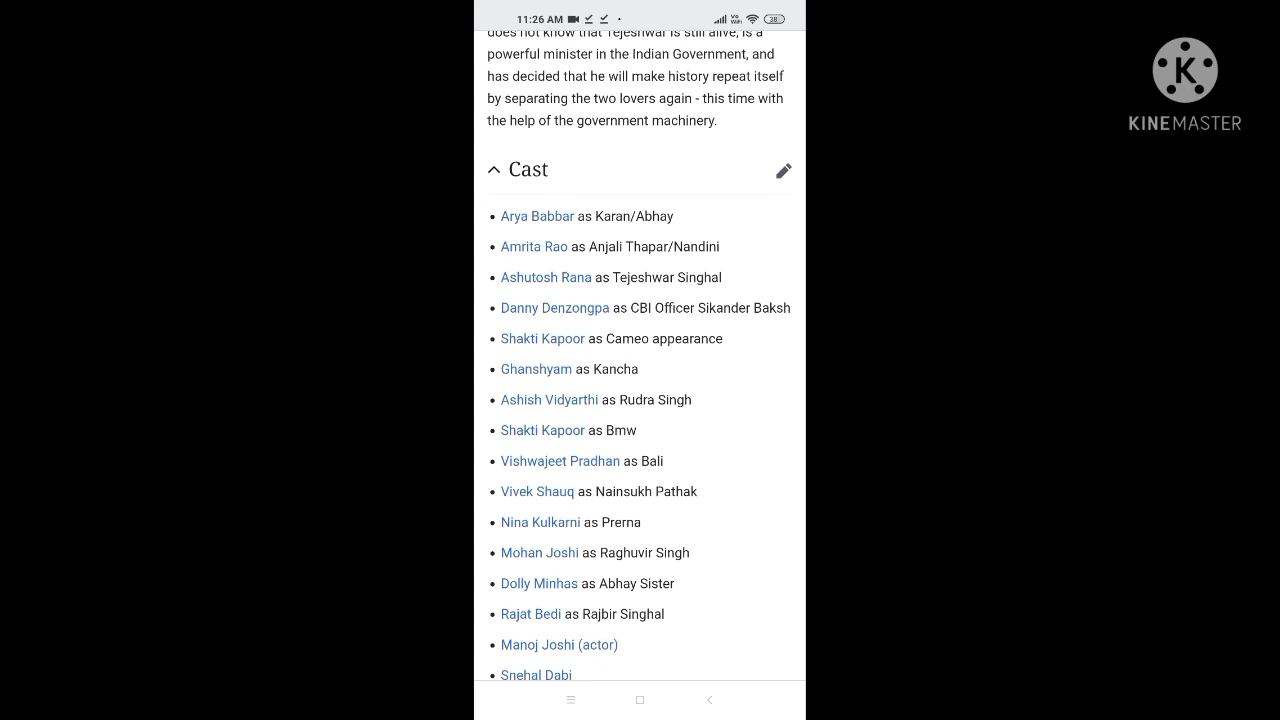 11:26 AM
Vo
WiFi
38
does not know that Tejeshwar is still alive, is a
powerful minister in the Indian Government, and
has decided that he will make history repeat itself
by separating the two lovers again - this time with
the help of the government machinery.
Cast
• Arya Babbar as Karan/Abhay
• Amrita Rao as Anjali Thapar/Nandini
• Ashutosh Rana as Tejeshwar Singhal
• Danny Denzongpa as CBI Officer Sikander Baksh
• Shakti Kapoor as Cameo appearance
• Ghanshyam as Kancha
• Ashish Vidyarthi as Rudra Singh
• Shakti Kapoor as Bmw
• Vishwajeet Pradhan as Bali
• Vivek Shauq as Nainsukh Pathak
• Nina Kulkarni as Prerna
• Mohan Joshi as Raghuvir Singh
• Dolly Minhas as Abhay Sister
• Rajat Bedi as Rajbir Singhal
• Manoj Joshi (actor)
• Snehal Dabi
K
KINEMASTER